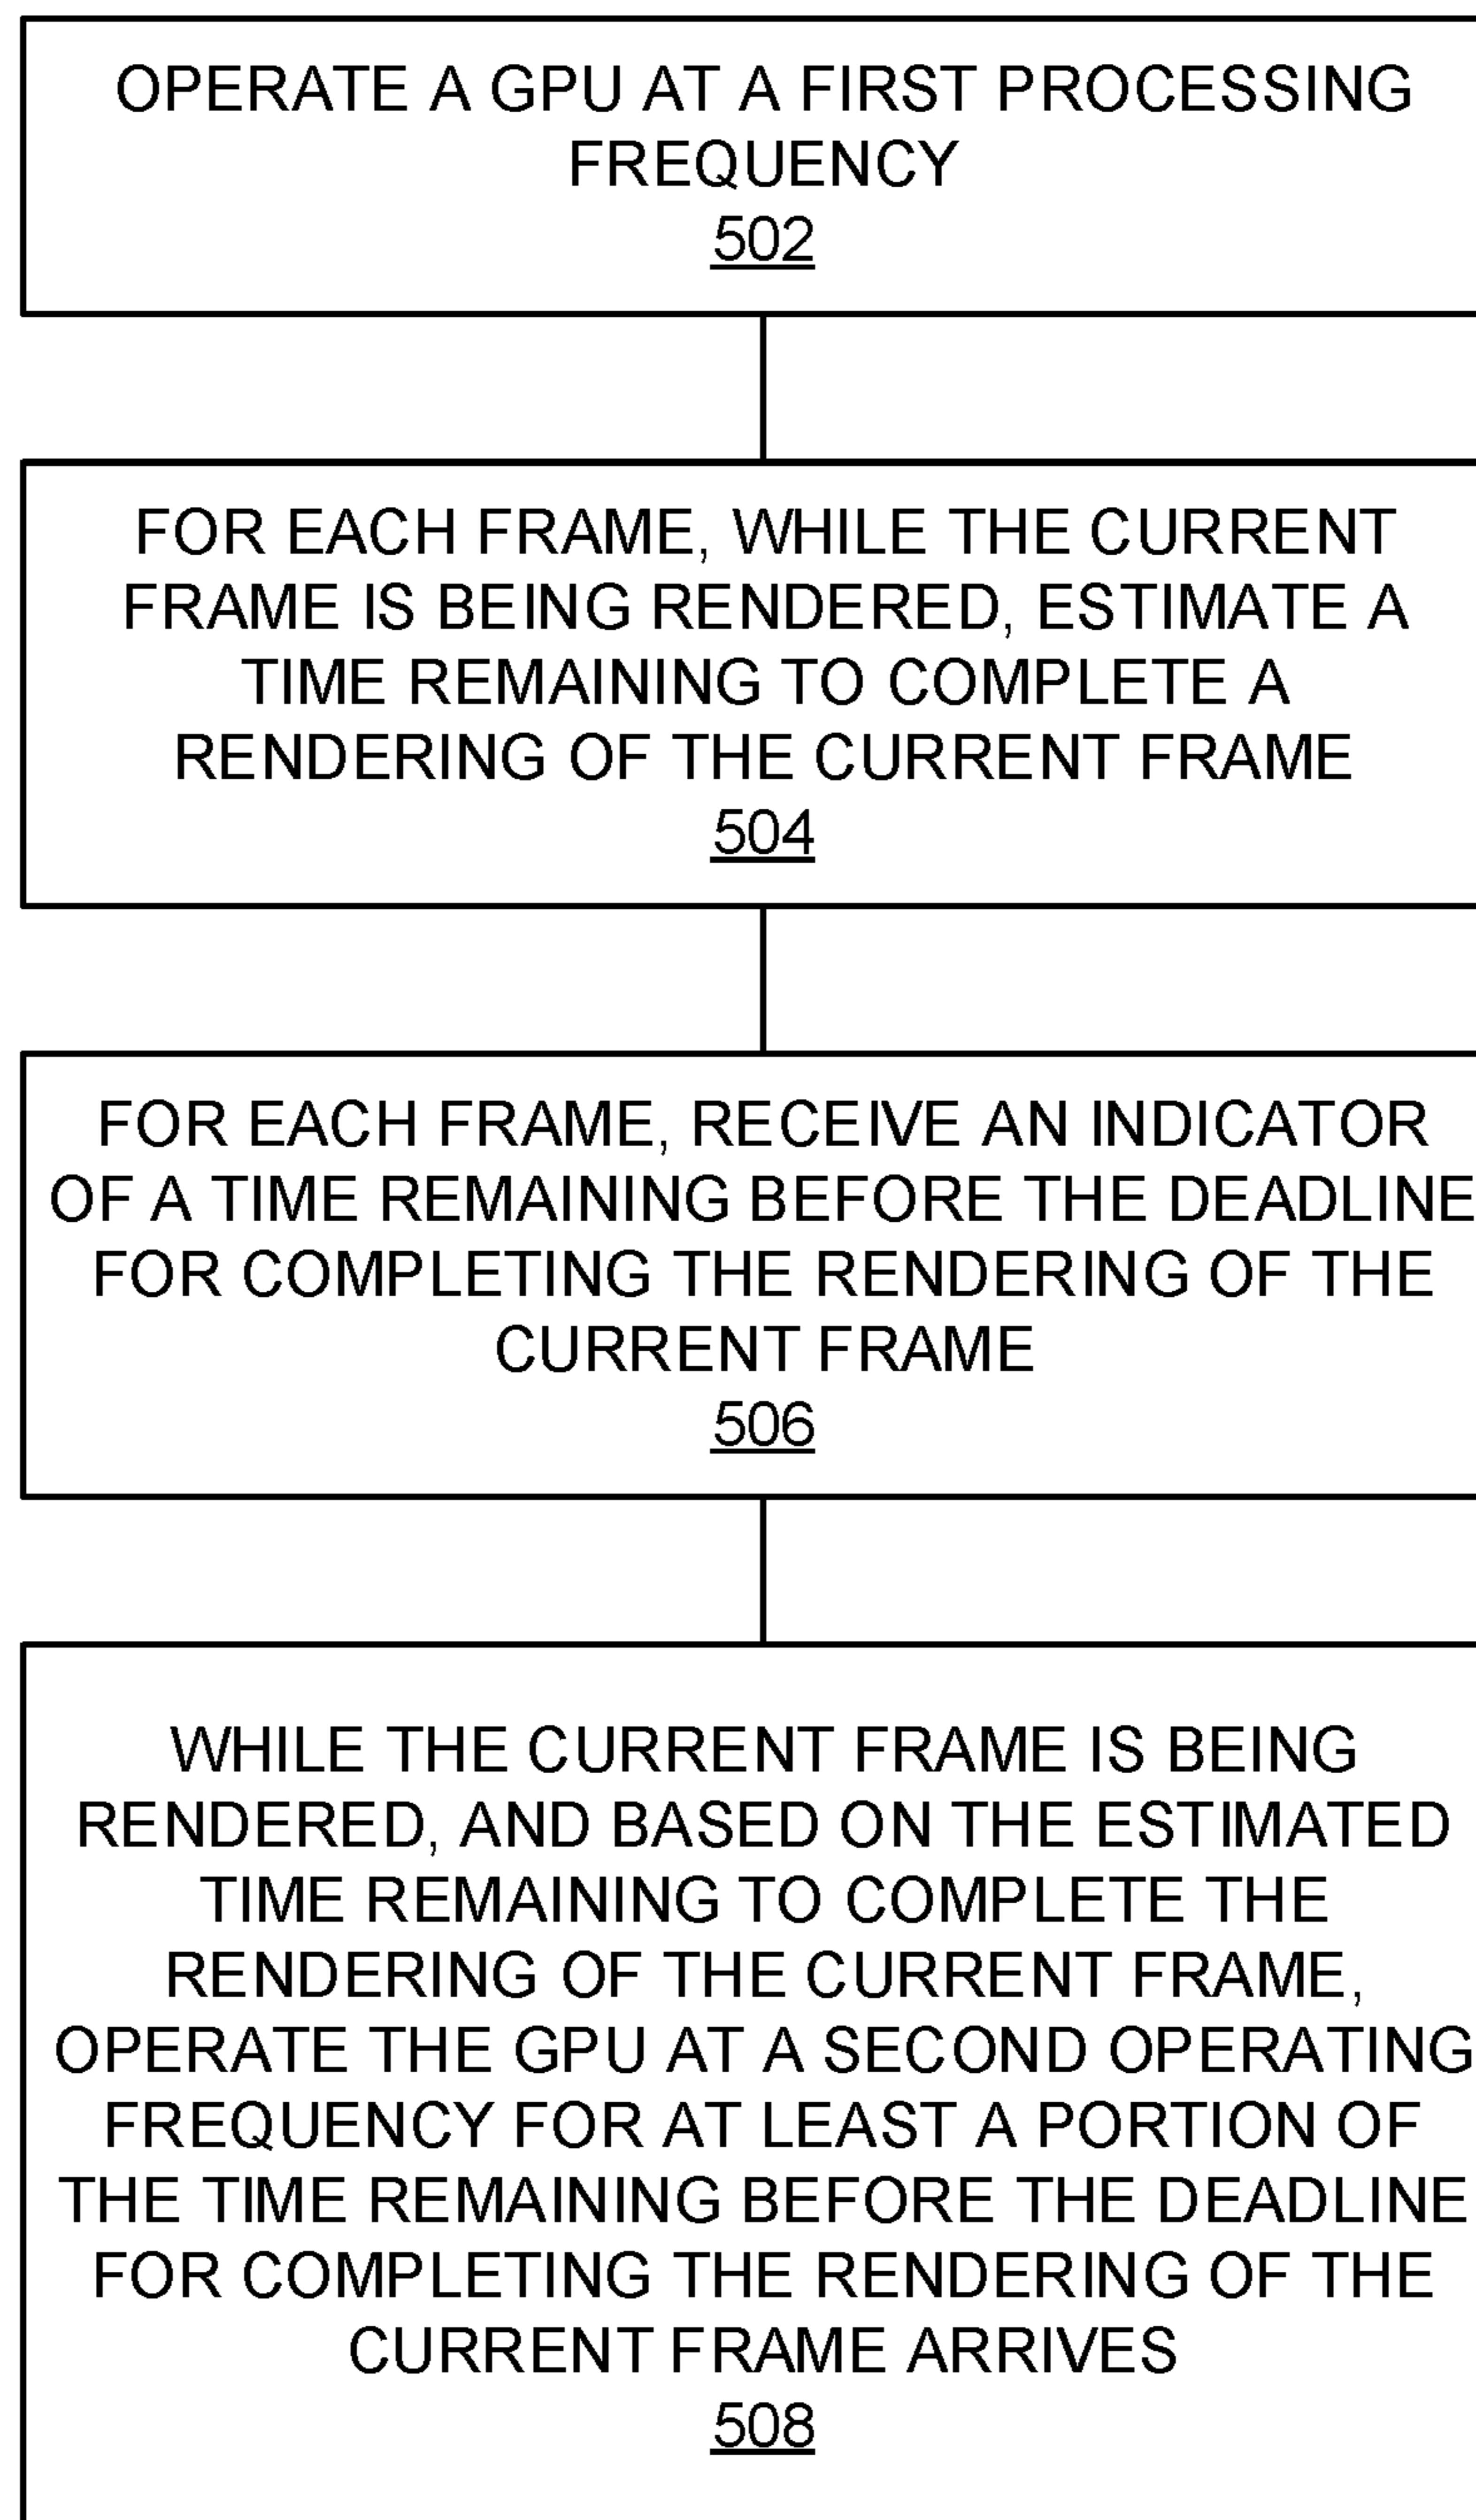 OPERATE A GPU AT A FIRST PROCESSING
FREQUENCY
502
FOR EACH FRAME, WHILE THE CURRENT
FRAME IS BEING RENDERED, ESTIMATE A
TIME REMAINING TO COMPLETE A
RENDERING OF THE CURRENT FRAME
504
FOR EACH FRAME, RECEIVE AN INDICATOR
OF A TIME REMAINING BEFORE THE DEADLINE
FOR COMPLETING THE RENDERING OF THE
CURRENT FRAME
506
WHILE THE CURRENT FRAME IS BEING
RENDERED, AND BASED ON THE ESTIMATED
TIME REMAINING TO COMPLETE THE
RENDERING OF THE CURRENT FRAME,
OPERATE THE GPU AT A SECOND OPERATING
FREQUENCY FOR AT LEAST A PORTION OF
THE TIME REMAINING BEFORE THE DEADLINE
FOR COMPLETING THE RENDERING OF THE
CURRENT FRAME ARRIVES
508